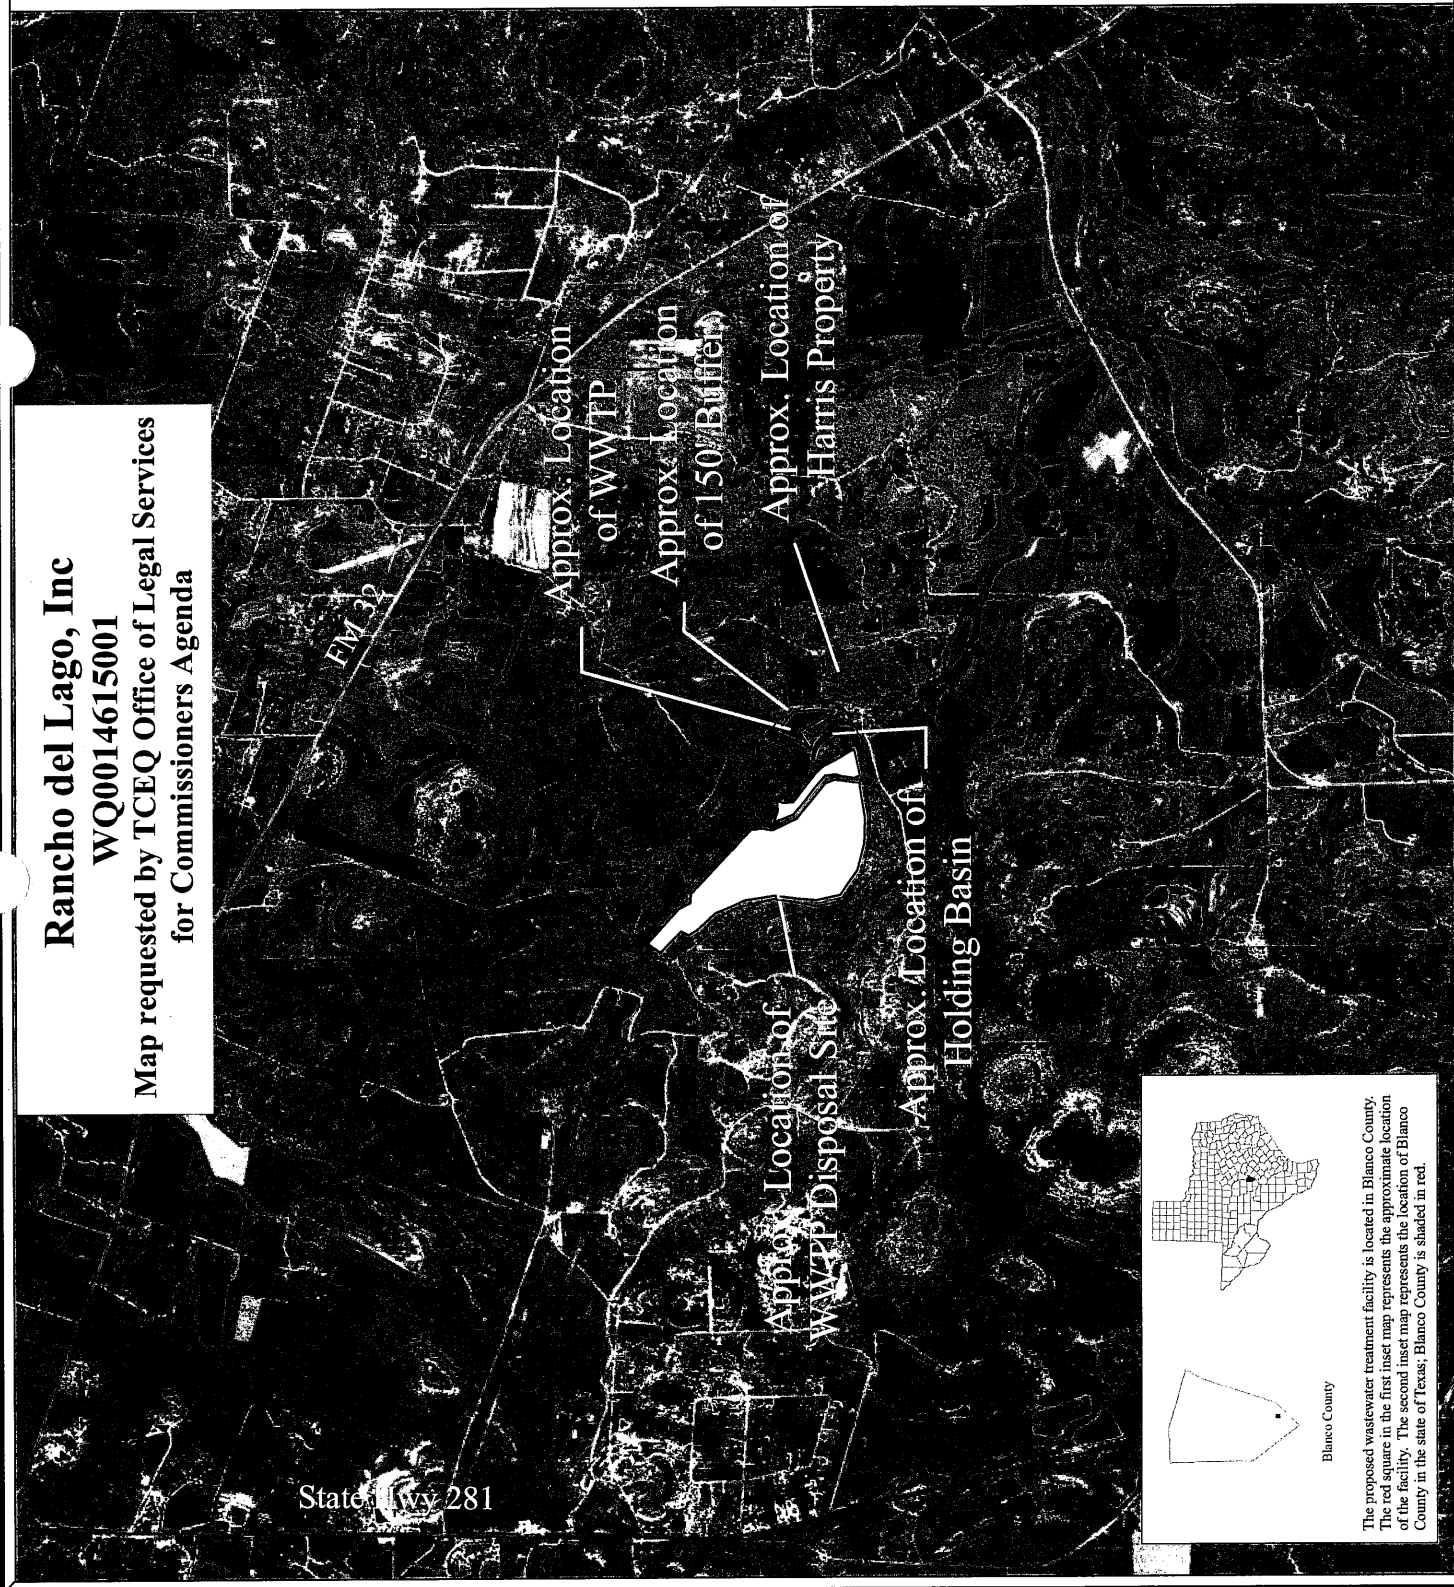 Rancho del Lago, Inc
WQ0014615001
Map requested by TCEQ Office of Legal Services
for Commissioners Agenda
FM 32
Approx. Location
of WWTP
Approx. Location
of 150' Buffer
Approx. Location of
Harris Property
Approx. Location of
Holding Basin
Approx. Location of
WWTP Disposal Site
State Hwy 281
Blanco County
The proposed wastewater treatment facility is located in Blanco County.
The red square in the first inset map represents the approximate location
of the facility. The second inset map represents the location of Blanco
County in the state of Texas; Blanco County is shaded in red.